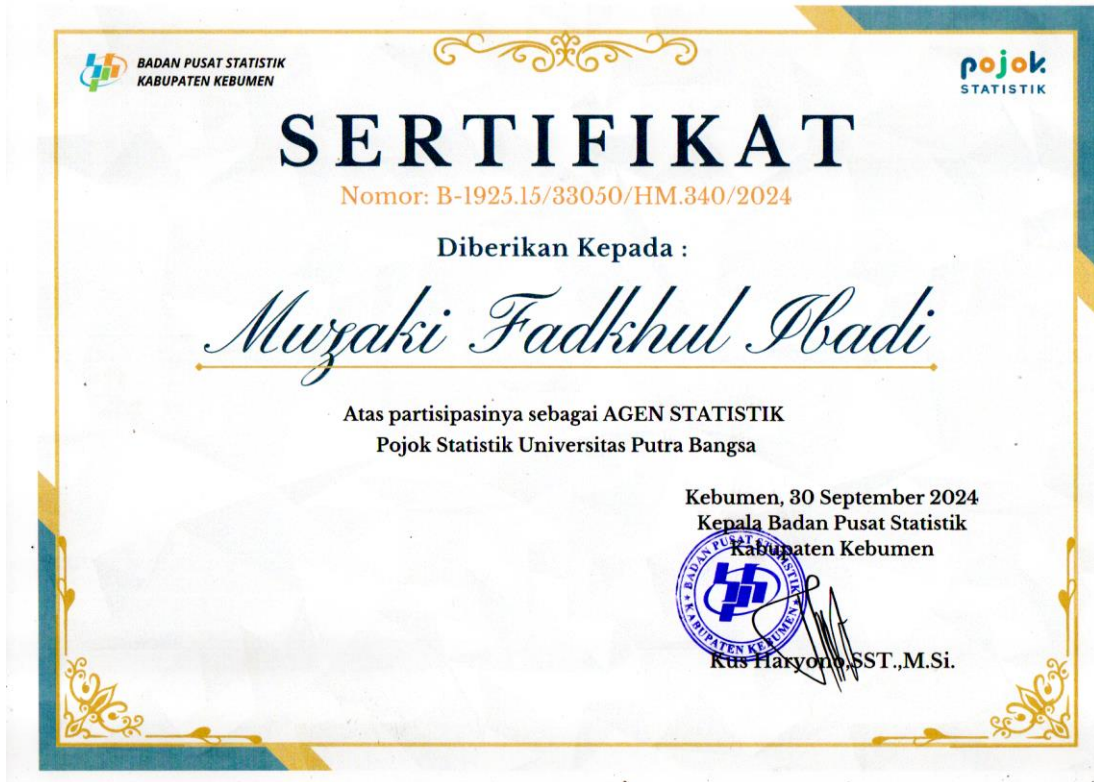 BADAN PUSAT STATISTIK
KABUPATEN KEBUMEN
pojok
STATISTIK
SERTIFIKAT
Nomor: B-1925.15/33050/HM.340/2024
Diberikan Kepada :
Muzaki Fadkhul Ibadi
Atas partisipasinya sebagai AGEN STATISTIK
Pojok Statistik Universitas Putra Bangsa
Kebumen, 30 September 2024
Kepala Badan Pusat Statistik
Kabupaten Kebumen
BADAN PUSAT STATISTIK
KABUPATEN KEBUMEN
Kus Haryono,SST.,M.Si.